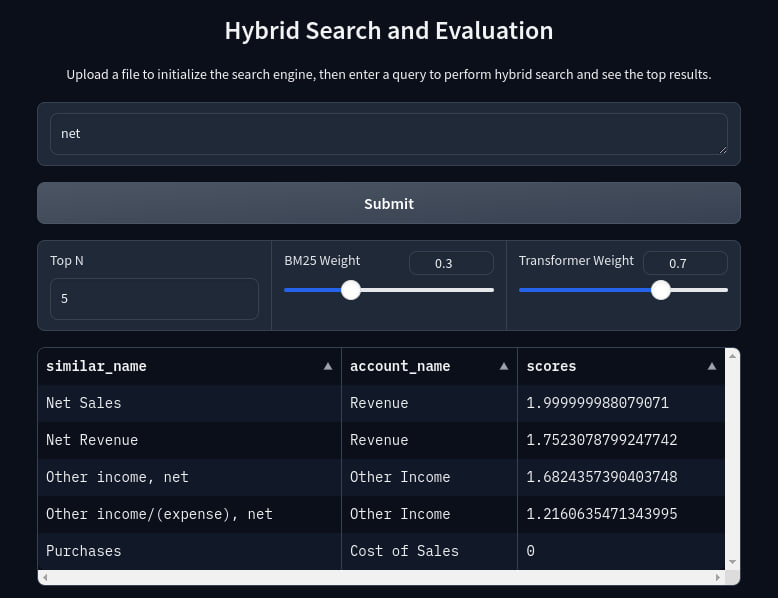 Hybrid Search and Evaluation
Upload a file to initialize the search engine, then enter a query to perform hybrid search and see the top results.
net
Submit
Top N
5
BM25 Weight 0.3
Transformer Weight 0.7
similar_name account_name scores
Net Sales Revenue 1.999999988079071
Net Revenue Revenue 1.7523078799247742
Other income, net Other Income 1.6824357390403748
Other income/(expense), net Other Income 1.2160635471343995
Purchases Cost of Sales 0